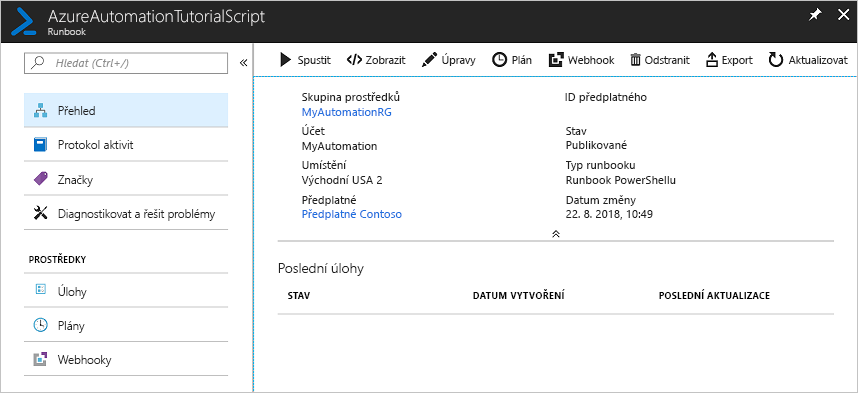 AzureAutomationTutorialScript
Runbook
Hledat (Ctrl+/)
Přehled
Protokol aktivit
Značky
Diagnostikovat a řešit problémy
PROSTŘEDKY
Úlohy
Plány
Webhooky
Spustit Zobrazit Úpravy Plán Webhook Odstranit Export Aktualizovat
Skupina prostředků
MyAutomationRG
Účet
MyAutomation
Umístění
Východní USA 2
Předplatné
Předplatné Contoso
ID předplatného
Stav
Publikované
Typ runbooku
Runbook PowerShellu
Datum změny
22. 8. 2018, 10:49
Poslední úlohy
STAV DATUM VYTVOŘENÍ POSLEDNÍ AKTUALIZACE